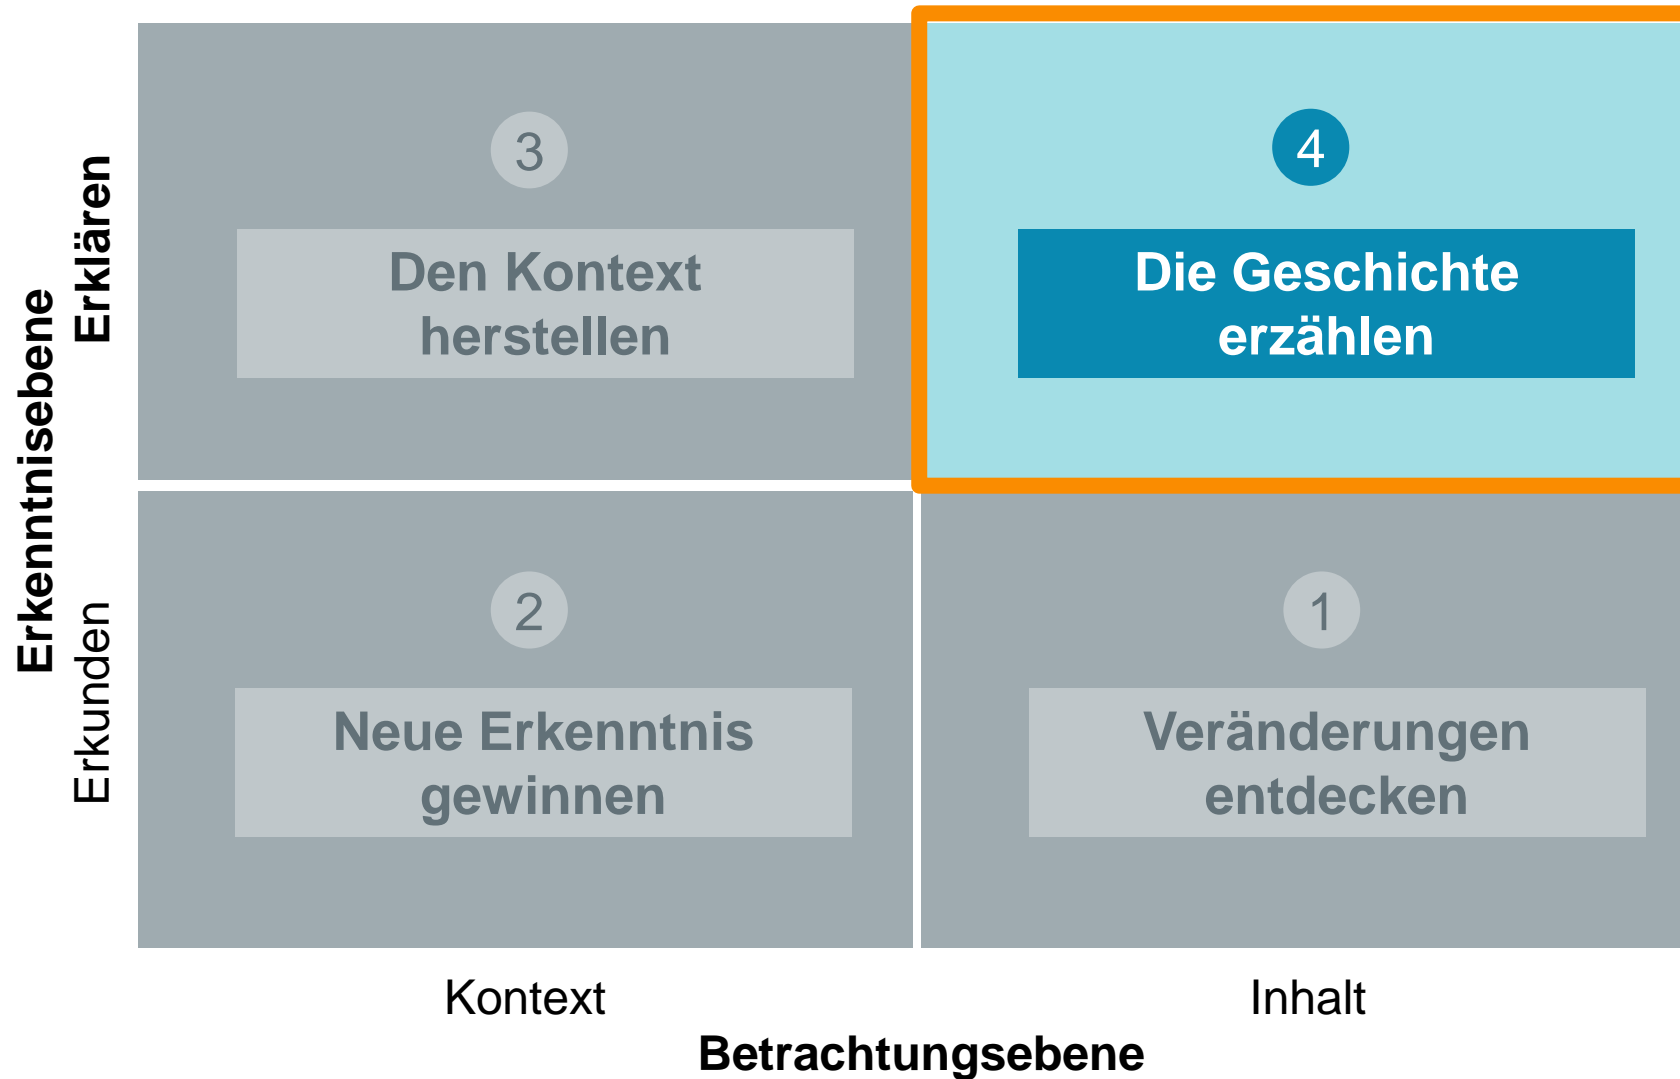 Erkenntnisebene
Erklären
Erkunden
3
Den Kontext
herstellen
4
Die Geschichte
erzählen
2
Neue Erkenntnis
gewinnen
1
Veränderungen
entdecken
Kontext
Inhalt
Betrachtungsebene